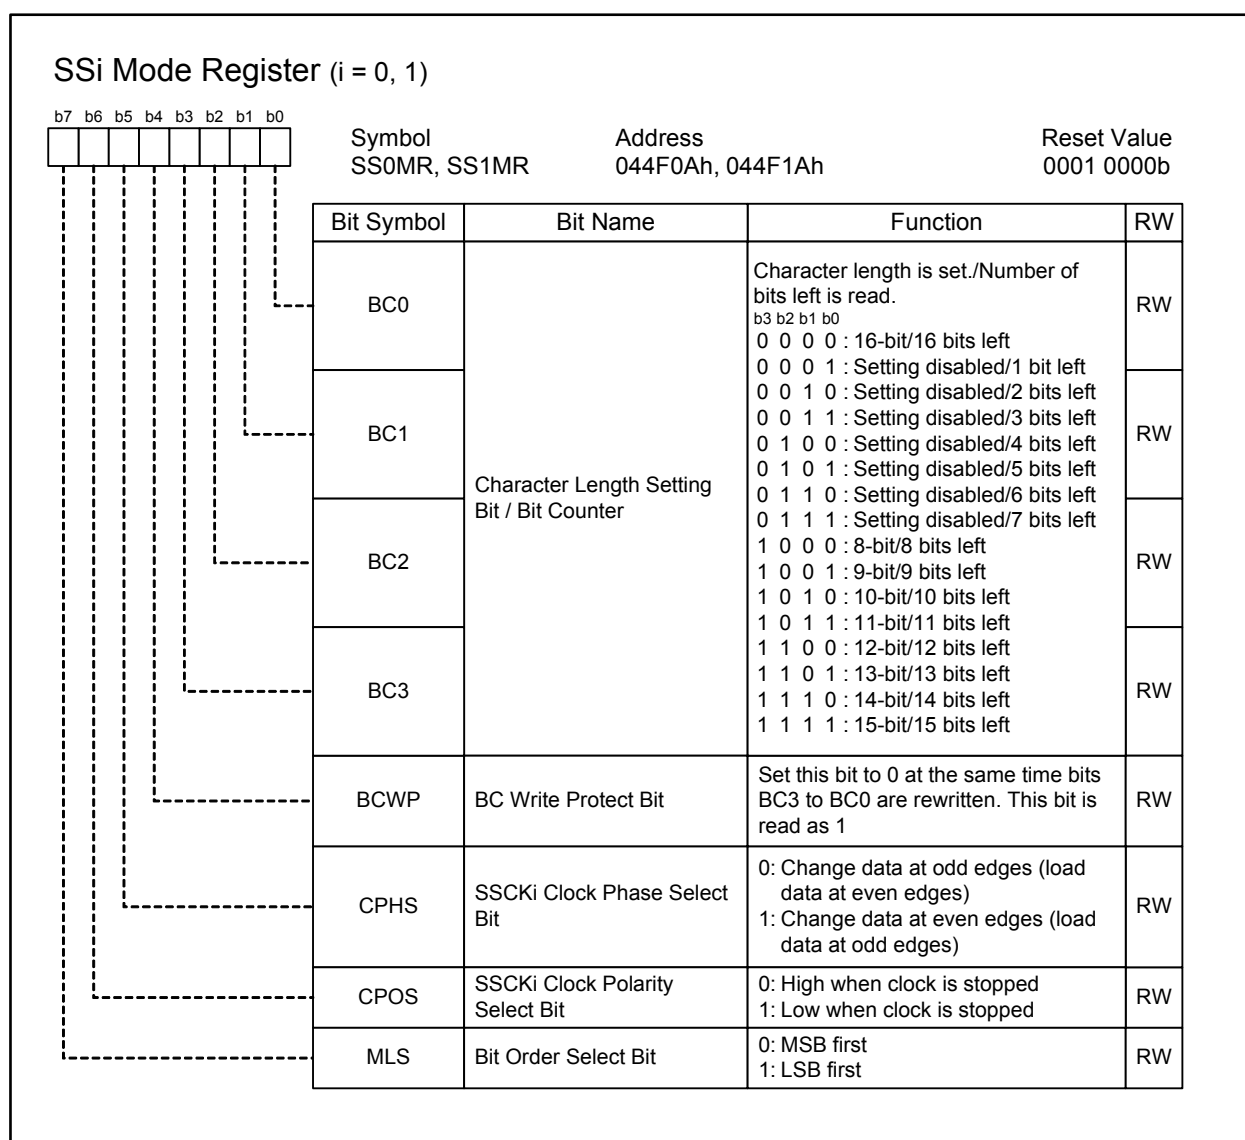 SSi Mode Register (i = 0, 1)
b7 b6 b5 b4 b3 b2 b1 b0
Symbol Address Reset Value
SS0MR, SS1MR 044F0Ah, 044F1Ah 0001 0000b
Bit Symbol Bit Name Function RW
BC0
BC1
BC2
BC3
Character Length Setting
Bit / Bit Counter
Character length is set./Number of
bits left is read.
b3 b2 b1 b0
0 0 0 0 : 16-bit/16 bits left
0 0 0 1 : Setting disabled/1 bit left
0 0 1 0 : Setting disabled/2 bits left
0 0 1 1 : Setting disabled/3 bits left
0 1 0 0 : Setting disabled/4 bits left
0 1 0 1 : Setting disabled/5 bits left
0 1 1 0 : Setting disabled/6 bits left
0 1 1 1 : Setting disabled/7 bits left
1 0 0 0 : 8-bit/8 bits left
1 0 0 1 : 9-bit/9 bits left
1 0 1 0 : 10-bit/10 bits left
1 0 1 1 : 11-bit/11 bits left
1 1 0 0 : 12-bit/12 bits left
1 1 0 1 : 13-bit/13 bits left
1 1 1 0 : 14-bit/14 bits left
1 1 1 1 : 15-bit/15 bits left
RW
RW
RW
RW
BCWP
BC Write Protect Bit
Set this bit to 0 at the same time bits
BC3 to BC0 are rewritten. This bit is
read as 1
RW
CPHS
SSCKi Clock Phase Select
Bit
0: Change data at odd edges (load
data at even edges)
1: Change data at even edges (load
data at odd edges)
RW
CPOS
SSCKi Clock Polarity
Select Bit
0: High when clock is stopped
1: Low when clock is stopped
RW
MLS
Bit Order Select Bit
0: MSB first
1: LSB first
RW